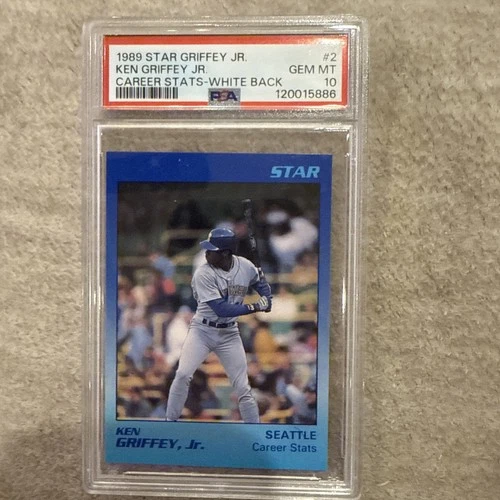 1989 STAR GRIFFEY JR. #2
KEN GRIFFEY JR. GEM MT
CAREER STATS-WHITE BACK 10
PSA 120015886
STAR
KEN SEATTLE
GRIFFEY, Jr. Career Stats